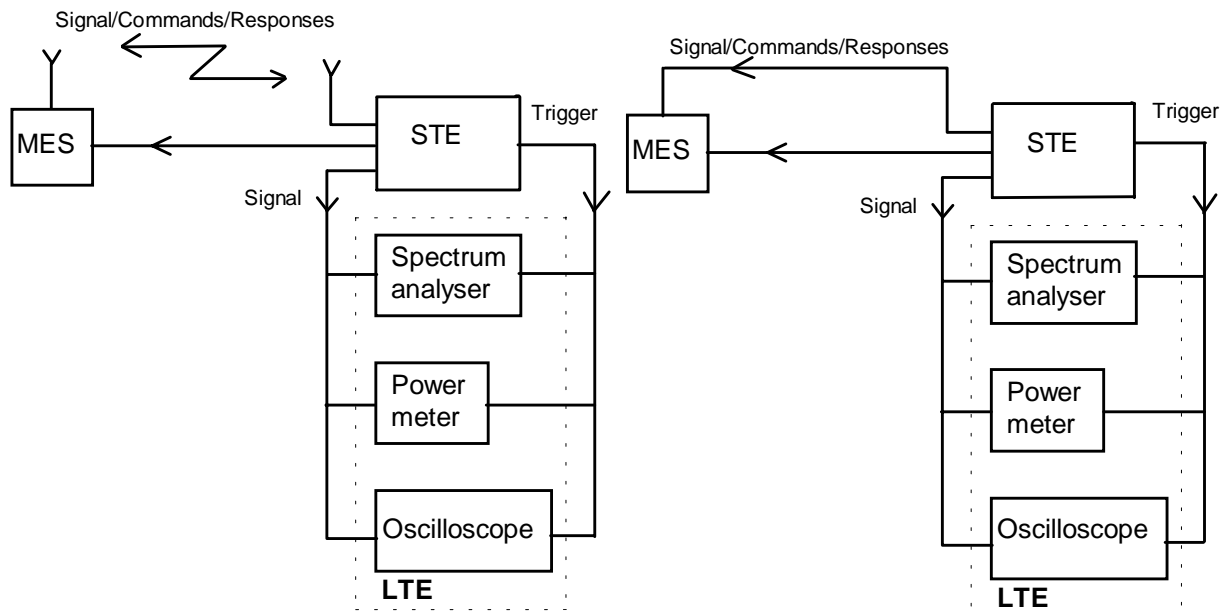 Signal/Commands/Responses
MES
STE
Trigger
Signal
Spectrum
analyser
Power
meter
Oscilloscope
LTE
Signal/Commands/Responses
MES
STE
Trigger
Signal
Spectrum
analyser
Power
meter
Oscilloscope
LTE